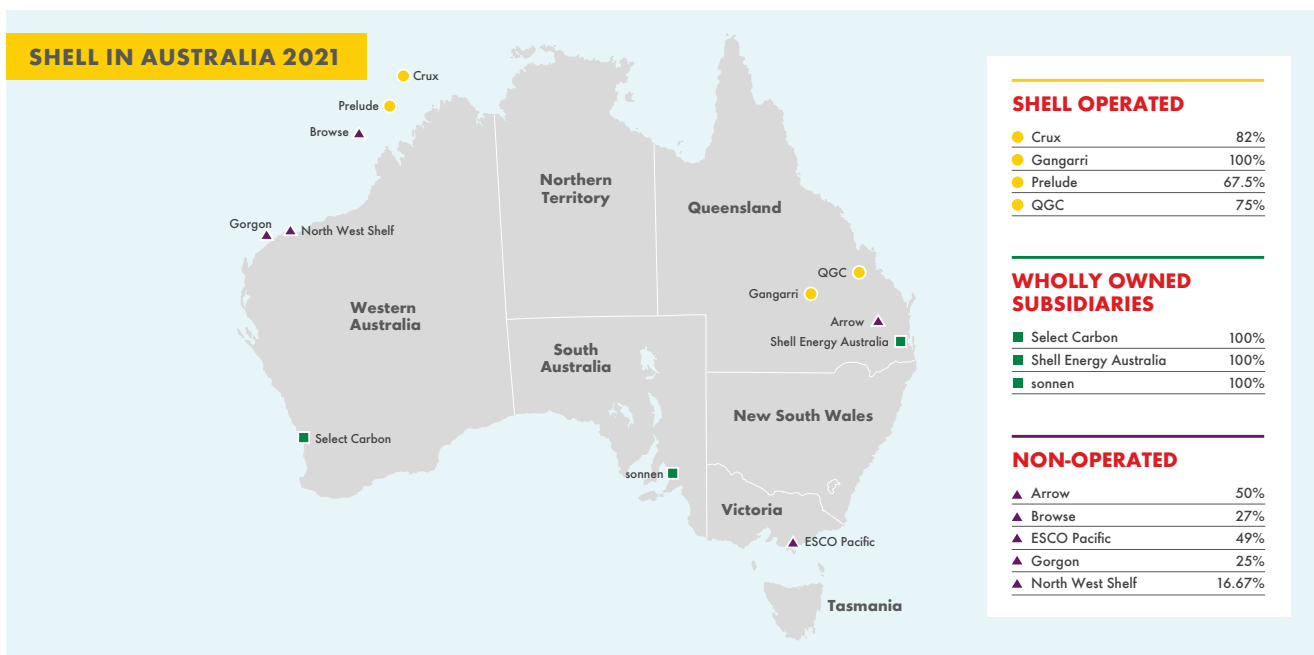 SHELL IN AUSTRALIA 2021
Crux
Prelude
Browse
Northern
Territory
Queensland
Gorgon
North West Shelf
QGC
Gangarri
Western
Australia
Arrow
Shell Energy Australia
South
Australia
New South Wales
Select Carbon
sonnen
Victoria
ESCO Pacific
Tasmania
SHELL OPERATED
Crux 82%
Gangarri 100%
Prelude 67.5%
QGC 75%
WHOLLY OWNED
SUBSIDIARIES
Select Carbon 100%
Shell Energy Australia 100%
sonnen 100%
NON-OPERATED
Arrow 50%
Browse 27%
ESCO Pacific 49%
Gorgon 25%
North West Shelf 16.67%